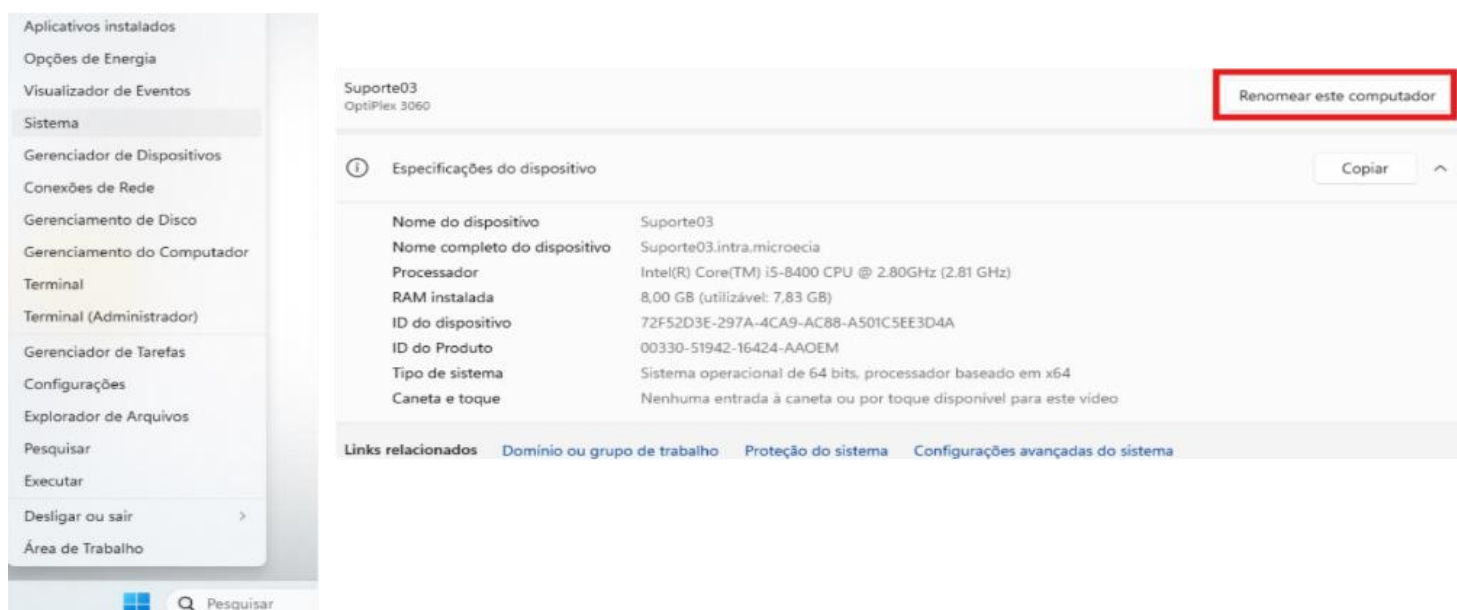 Aplicativos instalados
Opções de Energia
Visualizador de Eventos
Sistema
Gerenciador de Dispositivos
Conexões de Rede
Gerenciamento de Disco
Gerenciamento do Computador
Terminal
Terminal (Administrador)
Gerenciador de Tarefas
Configurações
Explorador de Arquivos
Pesquisar
Executar
Desligar ou sair
Área de Trabalho
Pesquisar
Suporte03
OptiPlex 3060
Renomear este computador
Especificações do dispositivo
Copiar
Nome do dispositivo Suporte03
Nome completo do dispositivo Suporte03.intra.microecia
Processador Intel(R) Core(TM) i5-8400 CPU @ 2.80GHz (2.81 GHz)
RAM instalada 8,00 GB (utilizável: 7,83 GB)
ID do dispositivo 72F52D3E-297A-4CA9-AC88-A501C5EE3D4A
ID do Produto 00330-51942-16424-AAOEM
Tipo de sistema Sistema operacional de 64 bits, processador baseado em x64
Caneta e toque Nenhuma entrada à caneta ou por toque disponível para este vídeo
Links relacionados Domínio ou grupo de trabalho Proteção do sistema Configurações avançadas do sistema